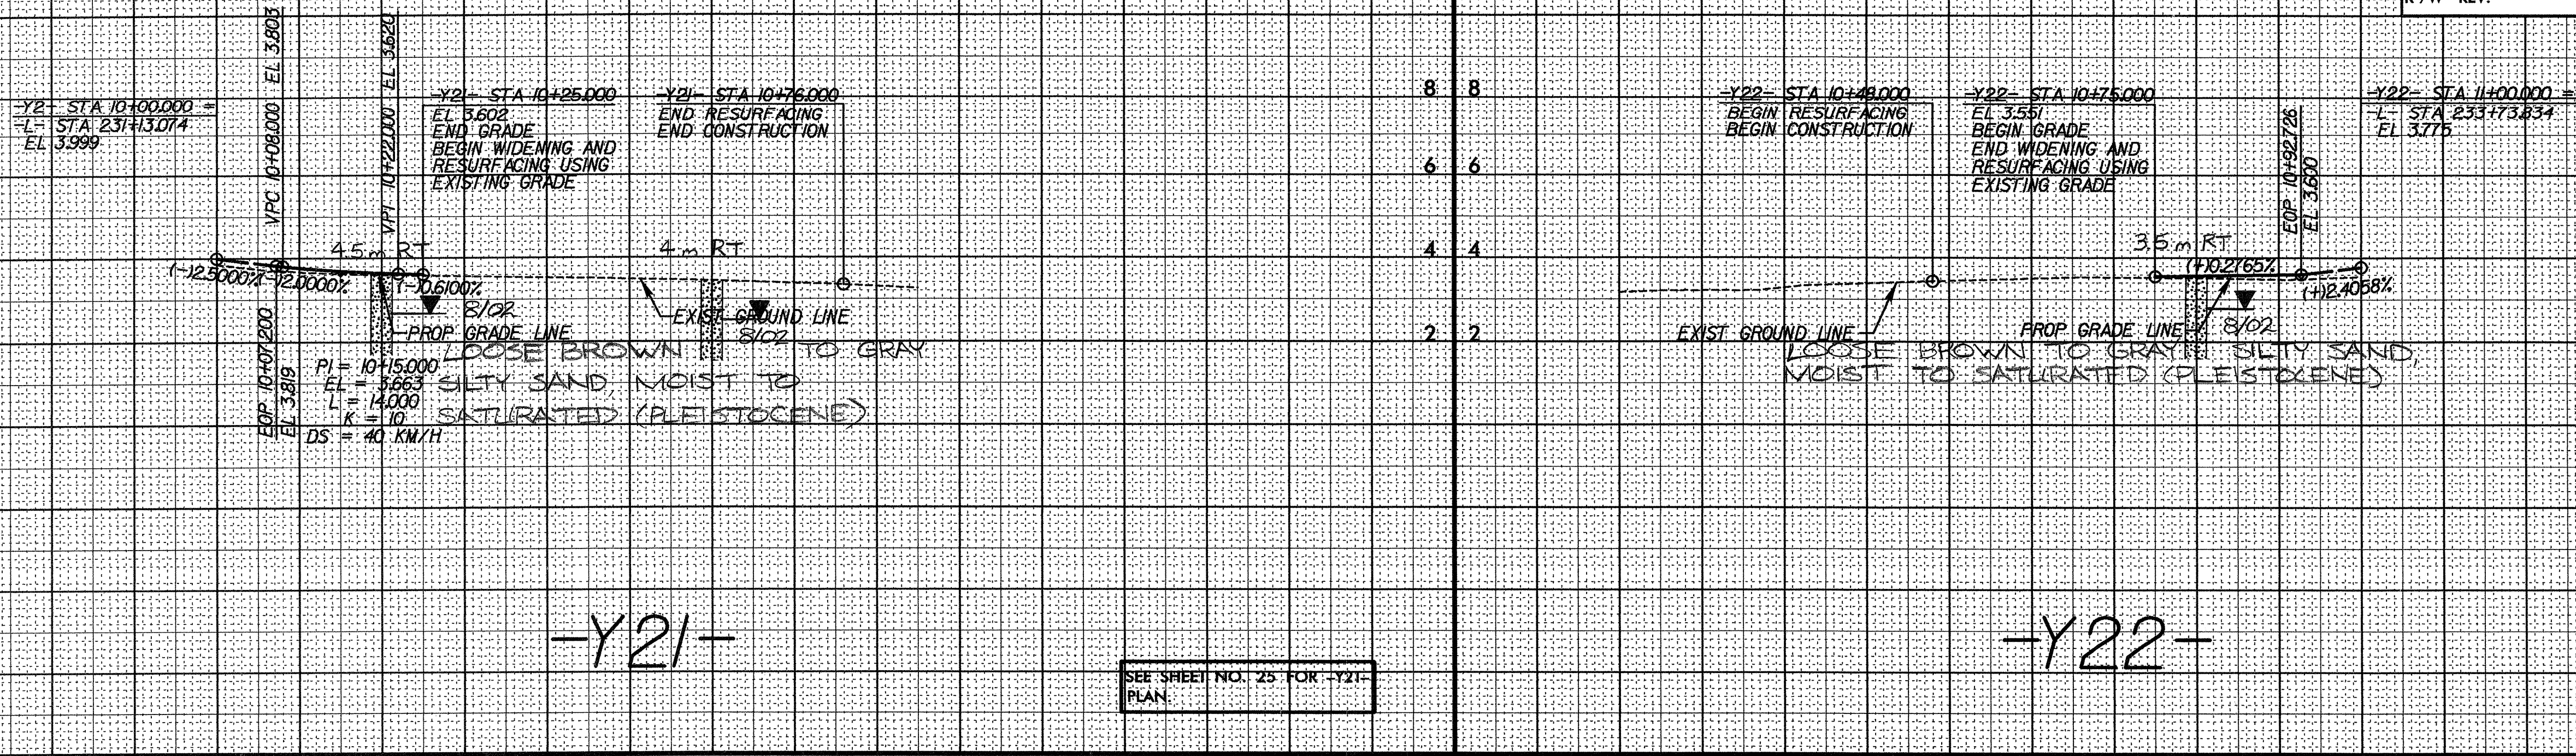 R/W REV.
VPC 10+08.000 EL 3.803
VPI 10+22.000 EL 3.620
-Y2- STA 10+00.000 =
-L- STA 231+13.074
EL 3.999
-Y21- STA 10+25.000
EL 3.602
END GRADE
BEGIN WIDENING AND
RESURFACING USING
EXISTING GRADE
-Y21- STA 10+76.000
END RESURFACING
END CONSTRUCTION
4.5 m RT
4 m RT
(-)2.5000%
(-)2.0000%
(-)0.6100%
8/02
PROP GRADE LINE
EXIST GROUND LINE
8/02
EOP 10+07.200
EL 3.819
PI = 10+15.000
EL = 3.663
L = 14.000
K = 10
DS = 40 KM/H
LOOSE BROWN TO GRAY
SILTY SAND, MOIST TO
SATURATED (PLEISTOCENE)
-Y21-
SEE SHEET NO. 25 FOR -Y21-
PLAN.
8 8
6 6
4 4
2 2
-Y22- STA 10+48.000
BEGIN RESURFACING
BEGIN CONSTRUCTION
-Y22- STA 10+75.000
EL 3.551
BEGIN GRADE
END WIDENING AND
RESURFACING USING
EXISTING GRADE
EOP 10+92.726
EL 3.600
-Y22- STA 11+00.000 =
-L- STA 233+73.834
EL 3.775
3.5 m RT
(+)0.2765%
(+)2.4058%
EXIST GROUND LINE
PROP GRADE LINE
8/02
LOOSE BROWN TO GRAY SILTY SAND,
MOIST TO SATURATED (PLEISTOCENE)
-Y22-